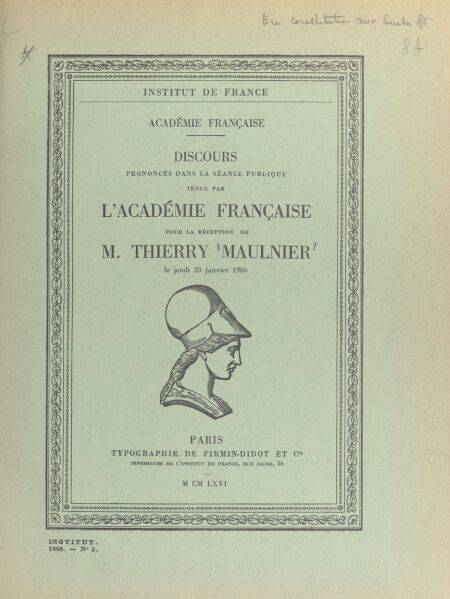 8A
INSTITUT DE FRANCE
ACADÉMIE FRANÇAISE
DISCOURS
PRONONCÉS DANS LA SÉANCE PUBLIQUE
TENUE PAR
L'ACADÉMIE FRANÇAISE
POUR LA RÉCEPTION DE
M. THIERRY MAULNIER
le jeudi 20 janvier 1966
PARIS
TYPOGRAPHIE DE FIRMIN-DIDOT ET Cie
IMPRIMEURS DE L'INSTITUT DE FRANCE, RUE JACOB, 56
M CM LXVI
INSTITUT.
1966. — N° 3.